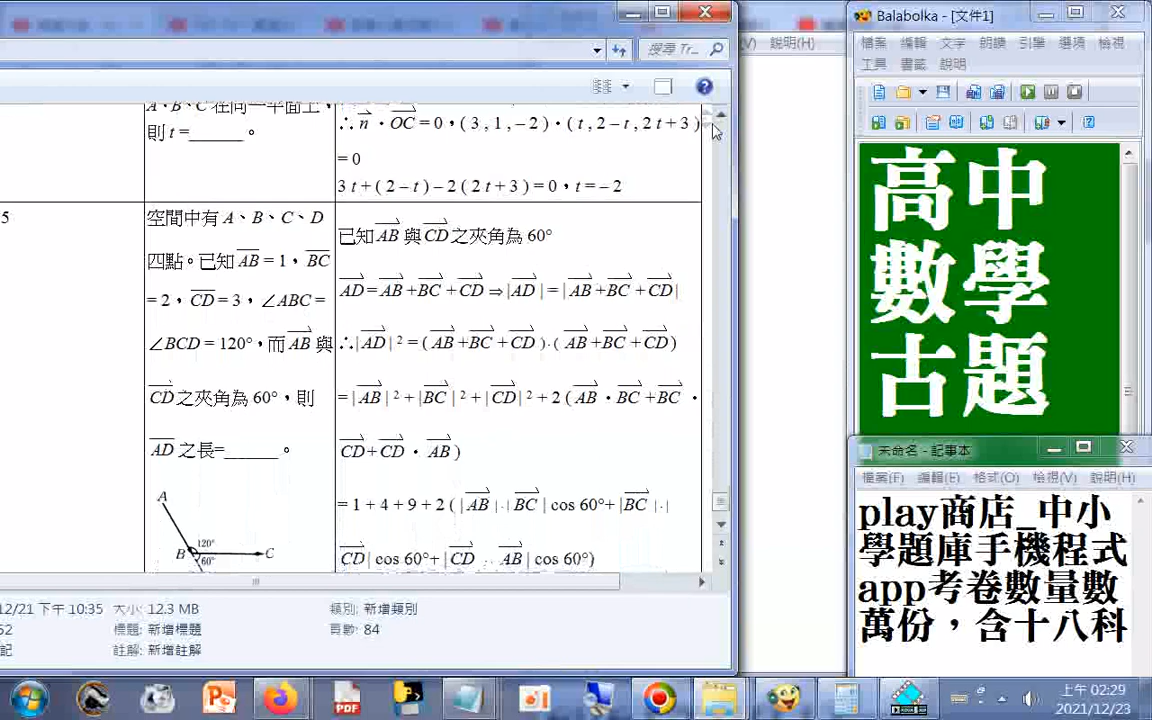 搜尋 Tr...
A、B、C 在同一平面上，
則 t=______。
∴ n · OC = 0，( 3 , 1 , – 2 ) · ( t , 2 – t , 2 t + 3 )
= 0
3 t + ( 2 – t ) – 2 ( 2 t + 3 ) = 0，t = – 2
5
空間中有 A、B、C、D
四點。已知 AB = 1，BC
= 2，CD = 3，∠ABC =
∠BCD = 120°，而 AB 與
CD 之夾角為 60°，則
AD 之長=______。
A
120°
B
C
60°
已知 AB 與 CD 之夾角為 60°
AD = AB + BC + CD ⇒ | AD | = | AB + BC + CD |
∴ | AD | ² = ( AB + BC + CD ) · ( AB + BC + CD )
= | AB | ² + | BC | ² + | CD | ² + 2 ( AB · BC + BC ·
CD + CD · AB )
= 1 + 4 + 9 + 2 ( | AB | · | BC | cos 60° + | BC | · |
CD | cos 60° + | CD · AB | cos 60°)
12/21 下午 10:35
大小: 12.3 MB
類別: 新增類別
52
標題: 新增標題
頁數: 84
記
註解: 新增註解
(V) 說明(H)
Balabolka - [文件1]
檔案 編輯 文字 朗讀 引擎 選項 檢視
工具 書籤 說明
高中
數學
古題
未命名 - 記事本
檔案(F) 編輯(E) 格式(O) 檢視(V) 說明(H)
play商店_中小
學題庫手機程式
app考卷數量數
萬份，含十八科
上午 02:29
2021/12/23